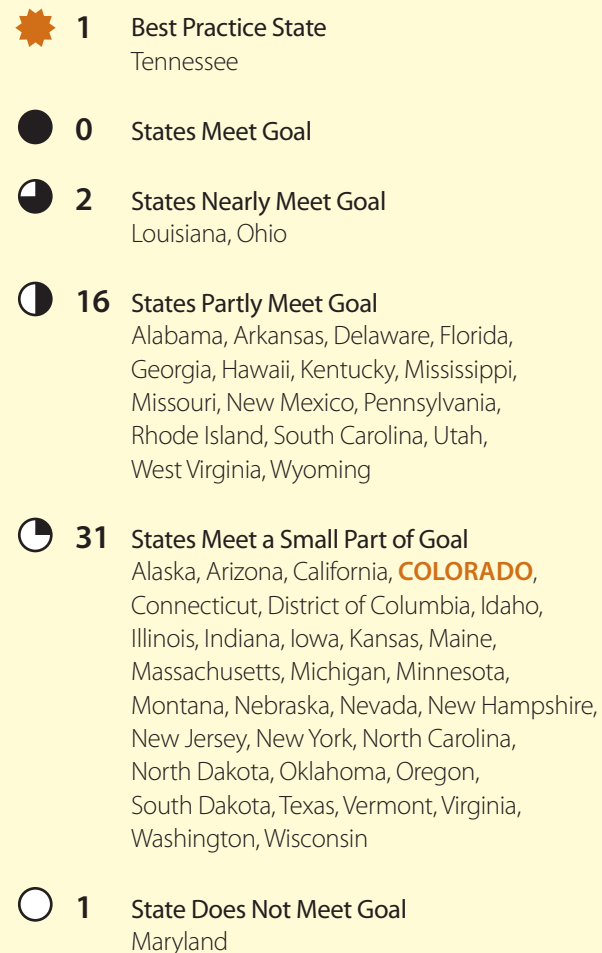 1 Best Practice State
Tennessee
0 States Meet Goal
2 States Nearly Meet Goal
Louisiana, Ohio
16 States Partly Meet Goal
Alabama, Arkansas, Delaware, Florida,
Georgia, Hawaii, Kentucky, Mississippi,
Missouri, New Mexico, Pennsylvania,
Rhode Island, South Carolina, Utah,
West Virginia, Wyoming
31 States Meet a Small Part of Goal
Alaska, Arizona, California, COLORADO,
Connecticut, District of Columbia, Idaho,
Illinois, Indiana, Iowa, Kansas, Maine,
Massachusetts, Michigan, Minnesota,
Montana, Nebraska, Nevada, New Hampshire,
New Jersey, New York, North Carolina,
North Dakota, Oklahoma, Oregon,
South Dakota, Texas, Vermont, Virginia,
Washington, Wisconsin
1 State Does Not Meet Goal
Maryland